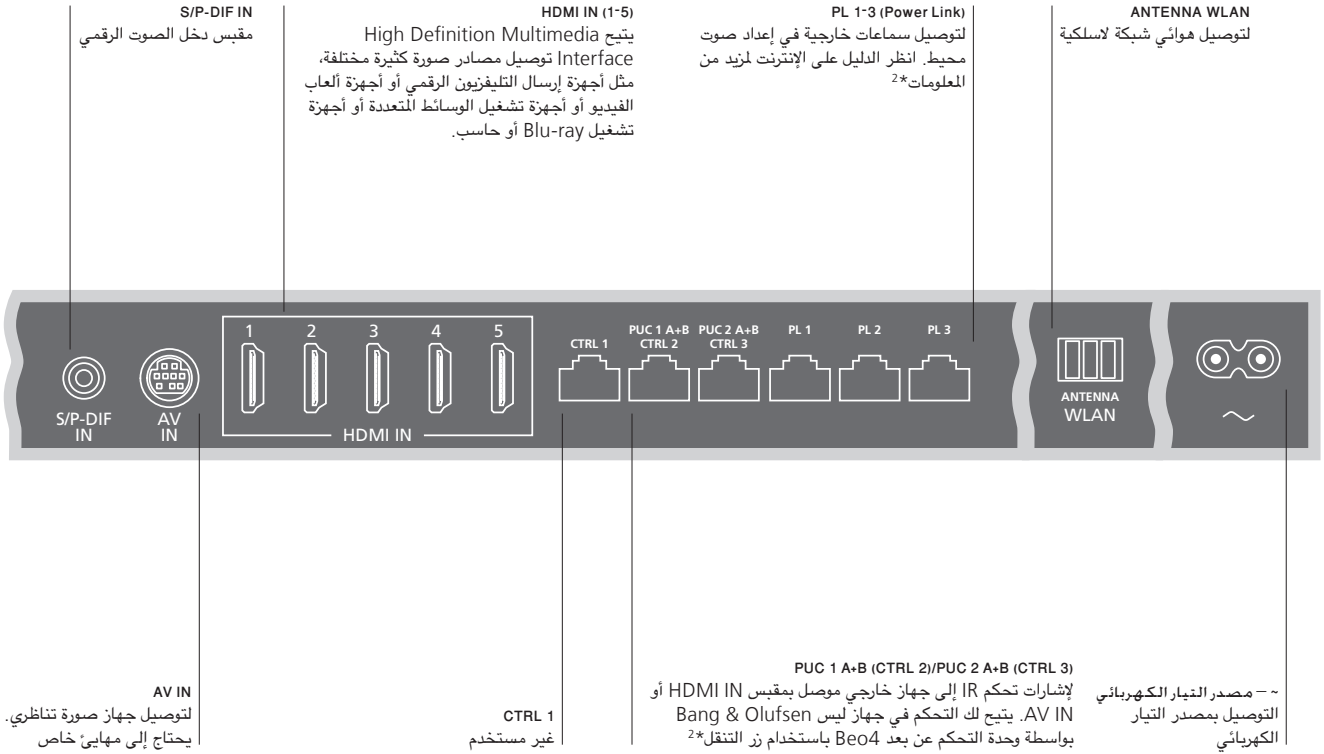 S/P-DIF IN
مقبس دخل الصوت الرقمي
HDMI IN (1-5)
يتيح High Definition Multimedia
Interface توصيل مصادر صورة كثيرة مختلفة،
مثل أجهزة إرسال التليفزيون الرقمي أو أجهزة ألعاب
الفيديو أو أجهزة تشغيل الوسائط المتعددة أو أجهزة
تشغيل Blu-ray أو حاسب.
PL 1-3 (Power Link)
لتوصيل سماعات خارجية في إعداد صوت
محيط. انظر الدليل على الإنترنت لمزيد من
المعلومات*2
ANTENNA WLAN
لتوصيل هوائي شبكة لاسلكية
S/P-DIF
IN
AV
IN
1 2 3 4 5
HDMI IN
CTRL 1
PUC 1 A+B
CTRL 2
PUC 2 A+B
CTRL 3
PL 1
PL 2
PL 3
ANTENNA
WLAN
~
AV IN
لتوصيل جهاز صورة تناظري.
يحتاج إلى مهايئ خاص
CTRL 1
غير مستخدم
PUC 1 A+B (CTRL 2)/PUC 2 A+B (CTRL 3)
لإشارات تحكم IR إلى جهاز خارجي موصل بمقبس HDMI IN أو
AV IN. يتيح لك التحكم في جهاز ليس Bang & Olufsen
بواسطة وحدة التحكم عن بعد Beo4 باستخدام زر التنقل*2
~ – مصدر التيار الكهربائي
التوصيل بمصدر التيار
الكهربائي